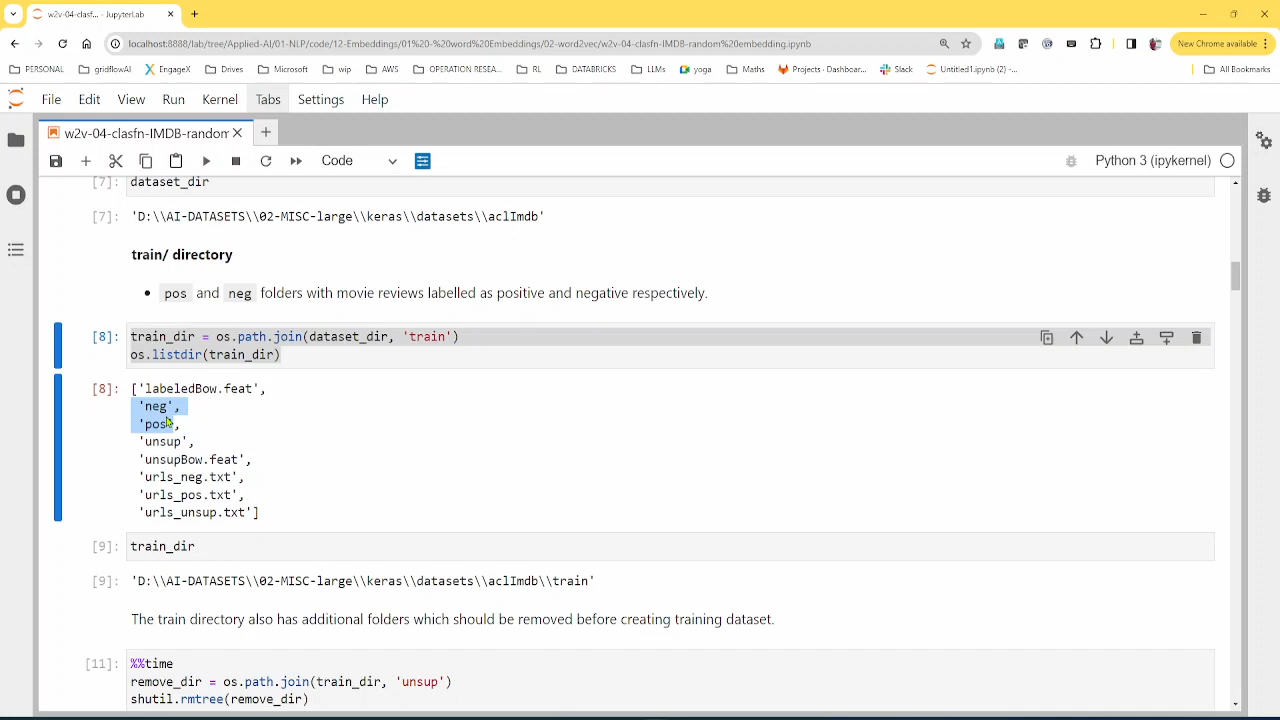 w2v-04-clasf... - JupyterLab
localhost:8888/lab/tree/Applied-AI/01-NLP/code/12.Embeddings/01%20-%20word%20Embeddings/02-word2vec/w2v-04-clasfn-IMDB-random%20embedding.ipynb
New Chrome available
PERSONAL gridflowAI EngageX Drives Microsoft wip AWS OPERATION RESEA... RL DATABRICKS LLMs yoga Maths Projects · Dashboar... Slack Untitled1.ipynb (2) -... All Bookmarks
File Edit View Run Kernel Tabs Settings Help
w2v-04-clasfn-IMDB-random
Code Python 3 (ipykernel)
[7]: dataset_dir
[7]: 'D:\\AI-DATASETS\\02-MISC-large\\keras\\datasets\\aclImdb'
train/ directory
• pos and neg folders with movie reviews labelled as positive and negative respectively.
[8]: train_dir = os.path.join(dataset_dir, 'train')
os.listdir(train_dir)
[8]: ['labeledBow.feat',
'neg',
'pos',
'unsup',
'unsupBow.feat',
'urls_neg.txt',
'urls_pos.txt',
'urls_unsup.txt']
[9]: train_dir
[9]: 'D:\\AI-DATASETS\\02-MISC-large\\keras\\datasets\\aclImdb\\train'
The train directory also has additional folders which should be removed before creating training dataset.
[11]: %%time
remove_dir = os.path.join(train_dir, 'unsup')
shutil.rmtree(remove_dir)